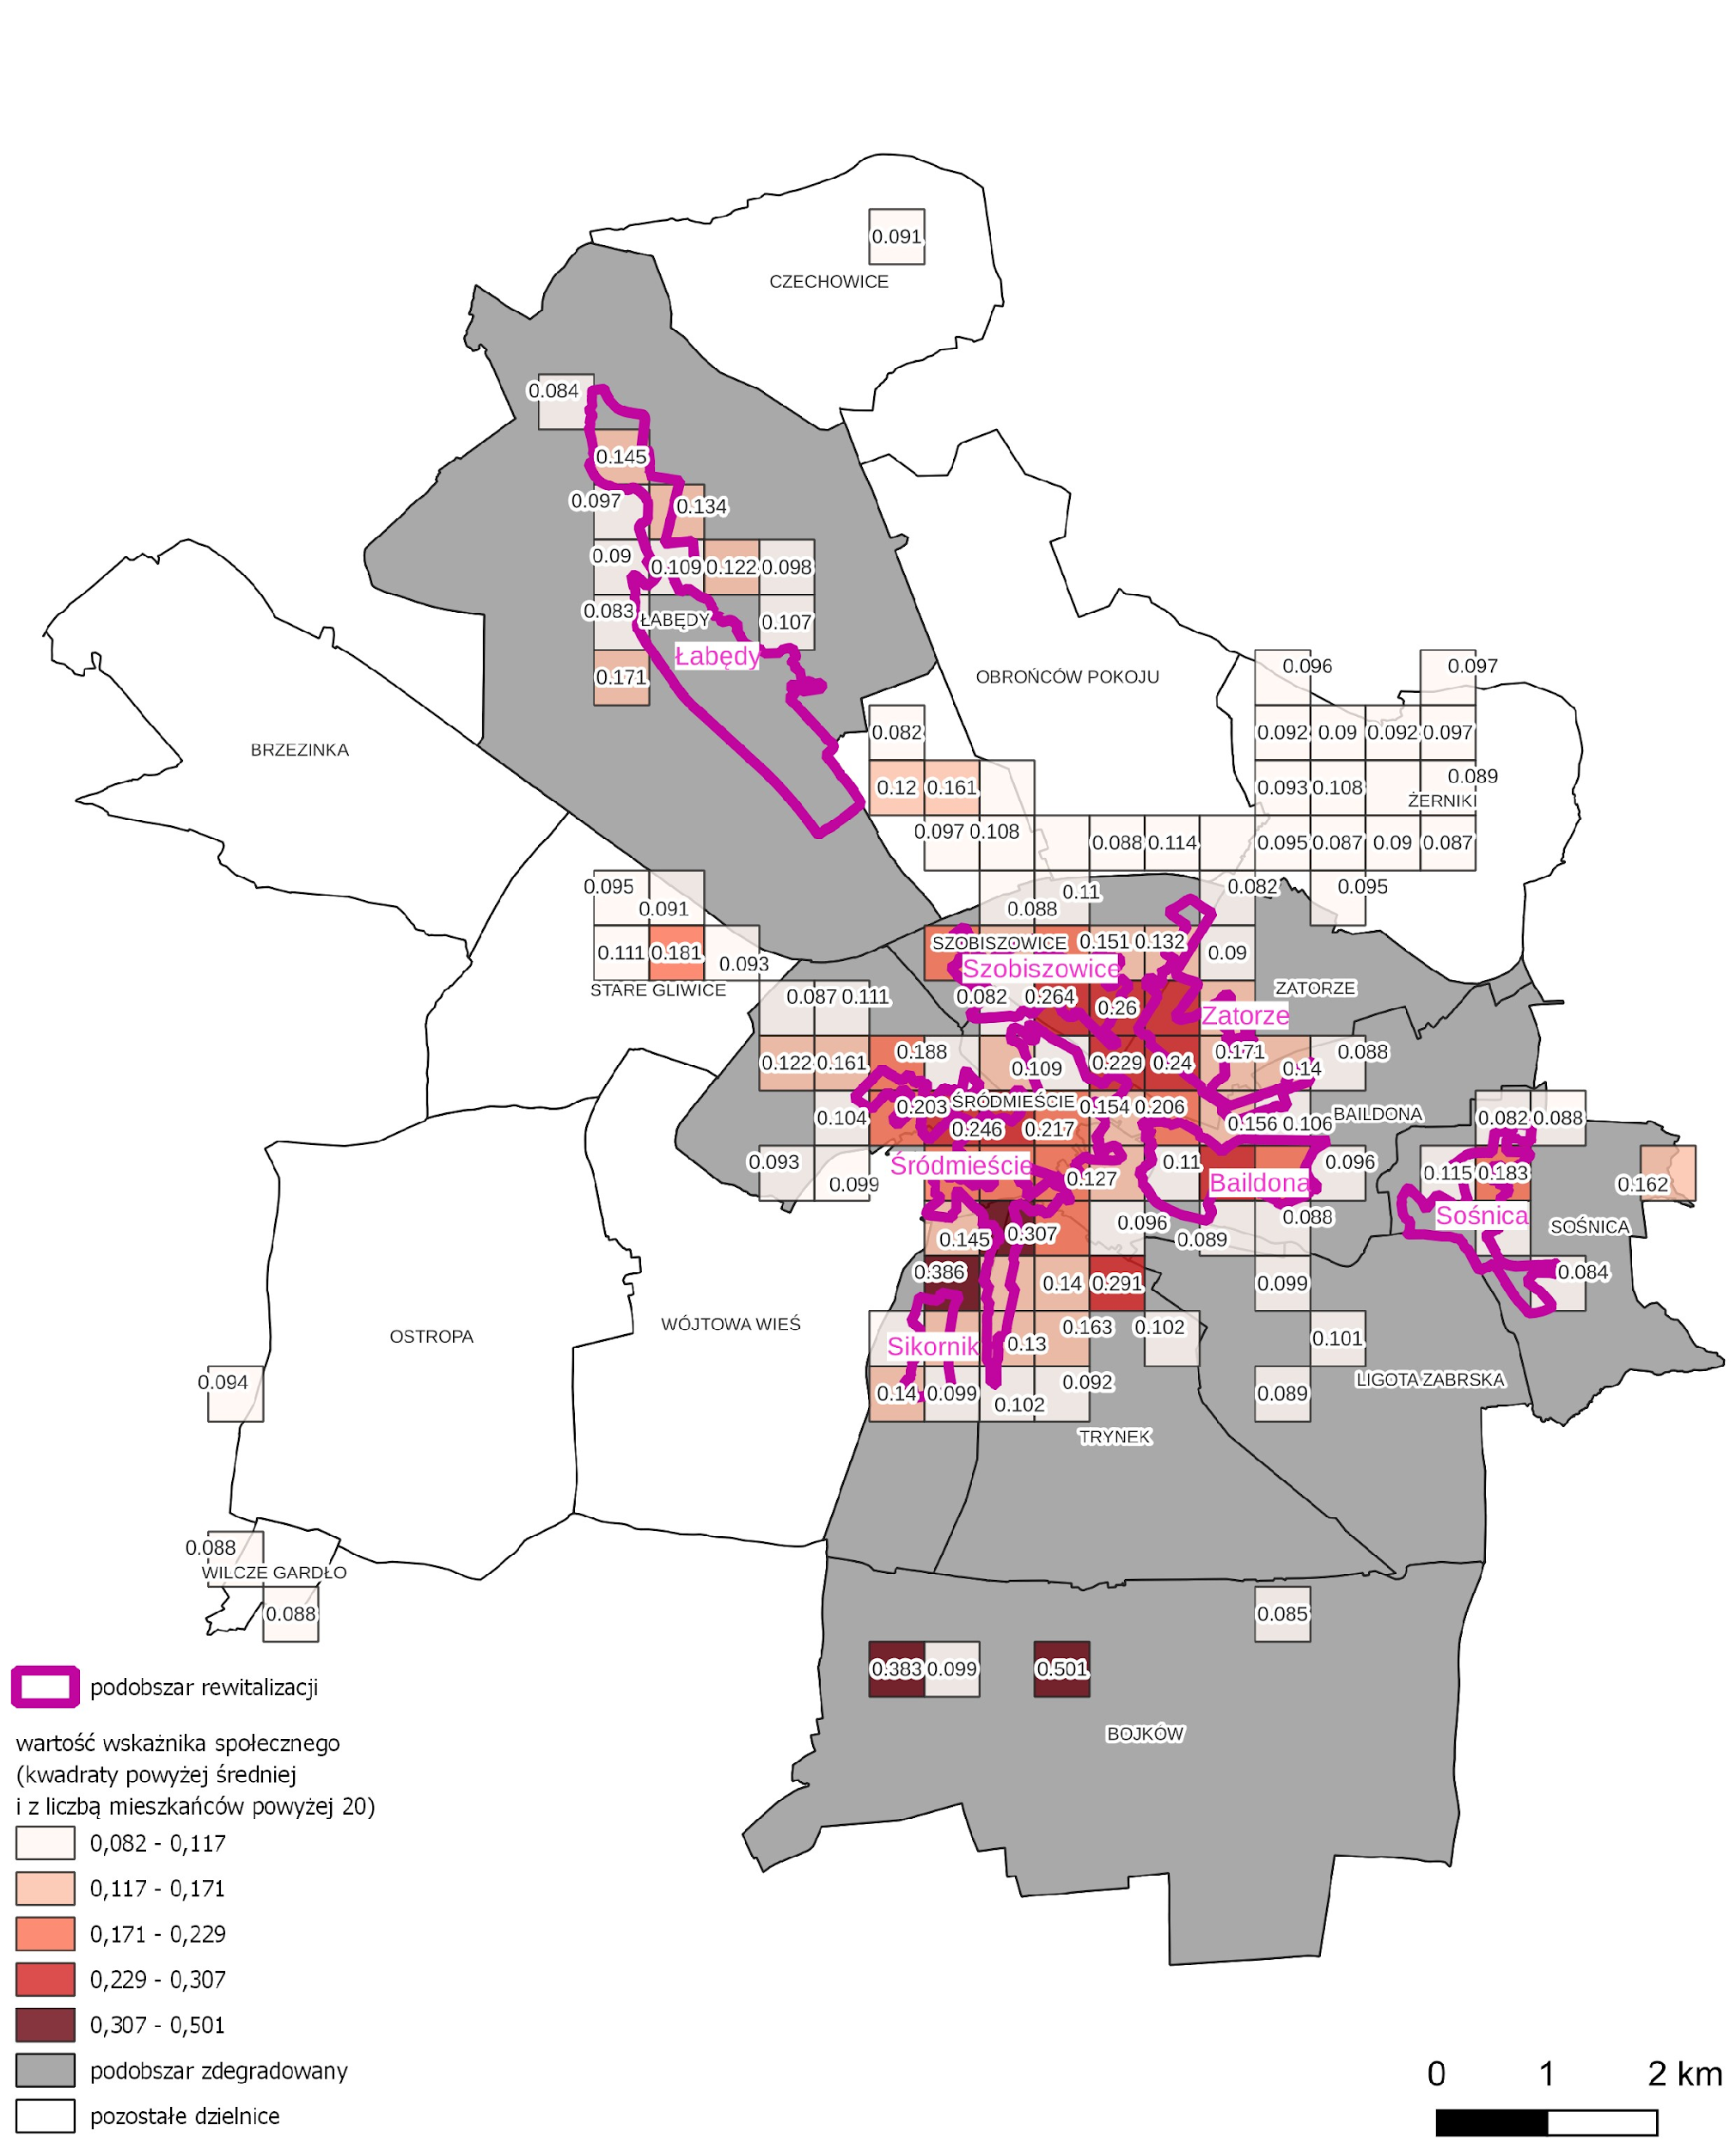 0.091
CZECHOWICE
0.084
0.145
0.097
0.134
0.09
0.109
0.122
0.098
0.083
ŁABĘDY
0.107
Łabędy
0.171
OBROŃCÓW POKOJU
0.096
0.097
BRZEZINKA
0.082
0.092
0.09
0.092
0.097
0.12
0.161
0.093
0.108
0.089
ŻERNIKI
0.097
0.108
0.088
0.114
0.095
0.087
0.09
0.087
0.095
0.091
0.088
0.11
0.082
0.095
0.111
0.181
0.093
SZOBISZOWICE
0.151
0.132
0.09
Szobiszowice
STARE GLIWICE
ZATORZE
0.087
0.111
0.082
0.264
0.26
Zatorze
0.122
0.161
0.188
0.109
0.229
0.24
0.171
0.14
0.088
0.104
0.203
ŚRÓDMIEŚCIE
0.154
0.206
0.156
0.106
BAILDONA
0.082
0.088
0.246
0.217
0.093
0.099
Śródmieście
0.127
0.11
Baildona
0.096
0.115
0.183
0.162
0.145
0.307
0.096
0.089
0.088
Sośnica
SOŚNICA
0.386
0.14
0.291
0.099
0.084
OSTROPA
WÓJTOWA WIEŚ
Sikornik
0.13
0.163
0.102
0.101
0.094
0.14
0.099
0.102
0.092
0.089
LIGOTA ZABRSKA
TRYNEK
0.088
WILCZE GARDŁO
0.088
0.085
0.383
0.099
0.501
BOJKÓW
podobszar rewitalizacji
wartość wskaźnika społecznego
(kwadraty powyżej średniej
i z liczbą mieszkańców powyżej 20)
0,082 - 0,117
0,117 - 0,171
0,171 - 0,229
0,229 - 0,307
0,307 - 0,501
podobszar zdegradowany
pozostałe dzielnice
0 1 2 km